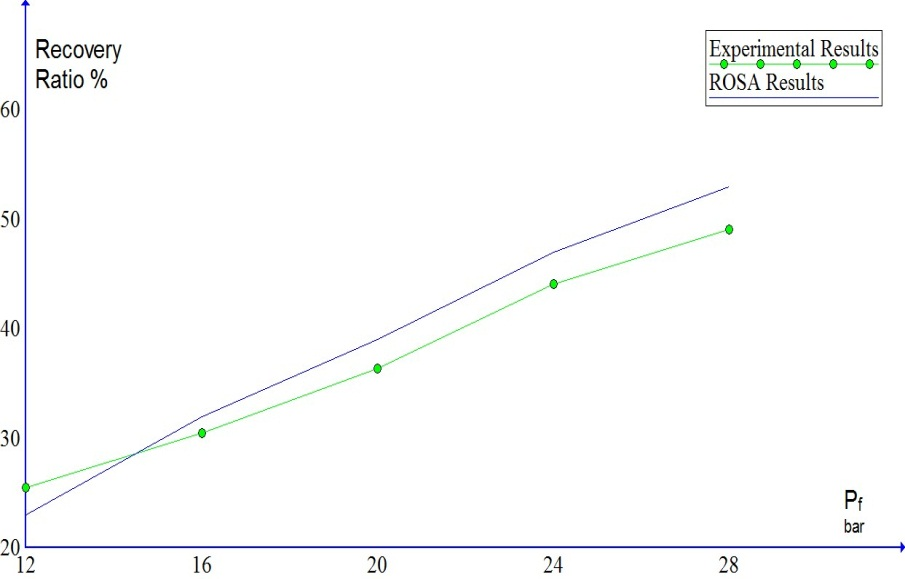 Recovery
Ratio %
Experimental Results
ROSA Results
60
50
40
30
20
12 16 20 24 28
Pf
bar